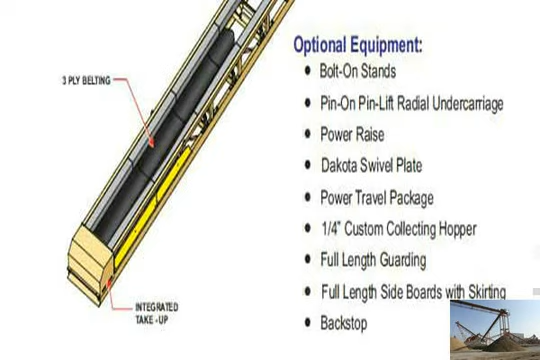 3 PLY BELTING
INTEGRATED
TAKE -UP
Optional Equipment:
• Bolt-On Stands
• Pin-On Pin-Lift Radial Undercarriage
• Power Raise
• Dakota Swivel Plate
• Power Travel Package
• 1/4" Custom Collecting Hopper
• Full Length Guarding
• Full Length Side Boards with Skirting
• Backstop